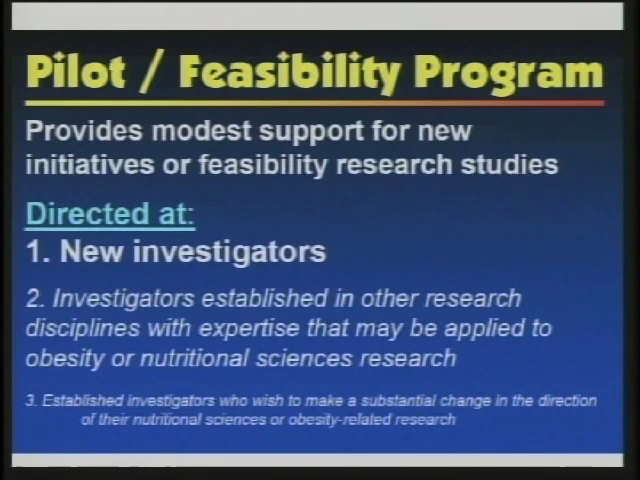 Pilot / Feasibility Program
Provides modest support for new
initiatives or feasibility research studies
Directed at:
1. New investigators
2. Investigators established in other research
disciplines with expertise that may be applied to
obesity or nutritional sciences research
3. Established investigators who wish to make a substantial change in the direction
of their nutritional sciences or obesity-related research